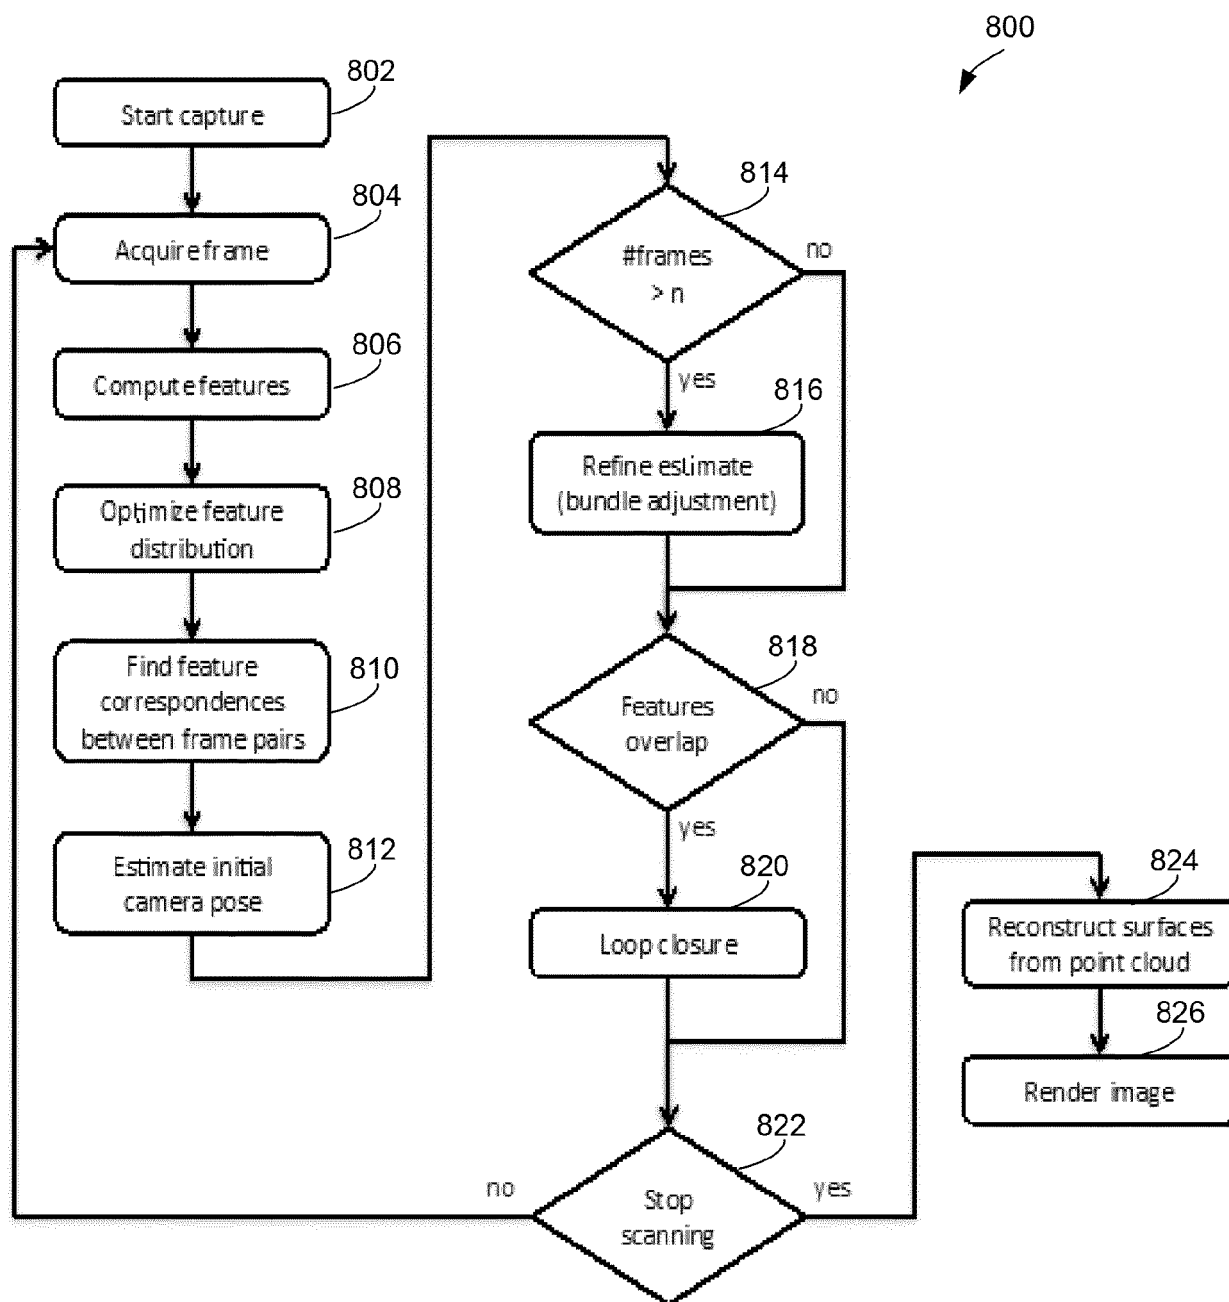 800
802
Start capture
804
Acquire frame
806
Compute features
808
Optimize feature
distribution
810
Find feature
correspondences
between frame pairs
812
Estimate initial
camera pose
814
#frames
> n
no
yes
816
Refine estimate
(bundle adjustment)
818
Features
overlap
no
yes
820
Loop closure
822
Stop
scanning
no
yes
824
Reconstruct surfaces
from point cloud
826
Render image